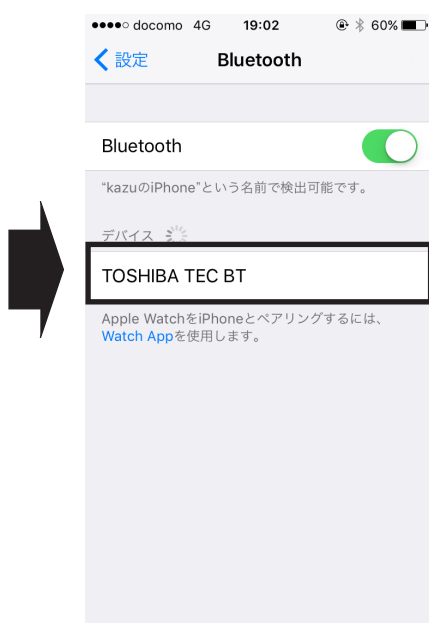 docomo 4G 19:02 60%
設定 Bluetooth
Bluetooth
“kazuのiPhone”という名前で検出可能です。
デバイス
TOSHIBA TEC BT
Apple WatchをiPhoneとペアリングするには、
Watch Appを使用します。